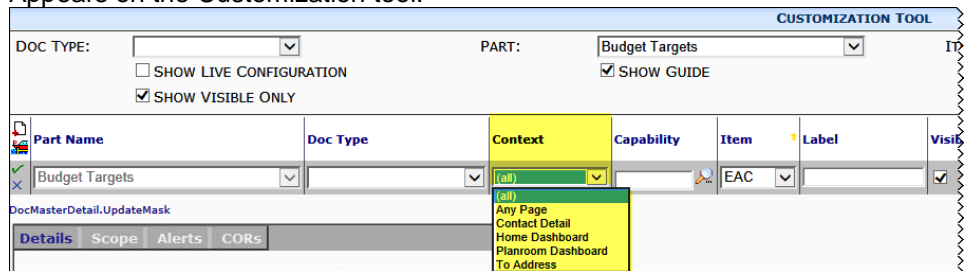 Appears on the Customization tool.
CUSTOMIZATION TOOL
DOC TYPE: PART: Budget Targets
SHOW LIVE CONFIGURATION SHOW GUIDE
SHOW VISIBLE ONLY
Part Name Doc Type Context Capability Item Label
Budget Targets (all) EAC
(all)
DocMasterDetail.UpdateMask
Any Page
Contact Detail
Details Scope Alerts CORs
Home Dashboard
Planroom Dashboard
To Address